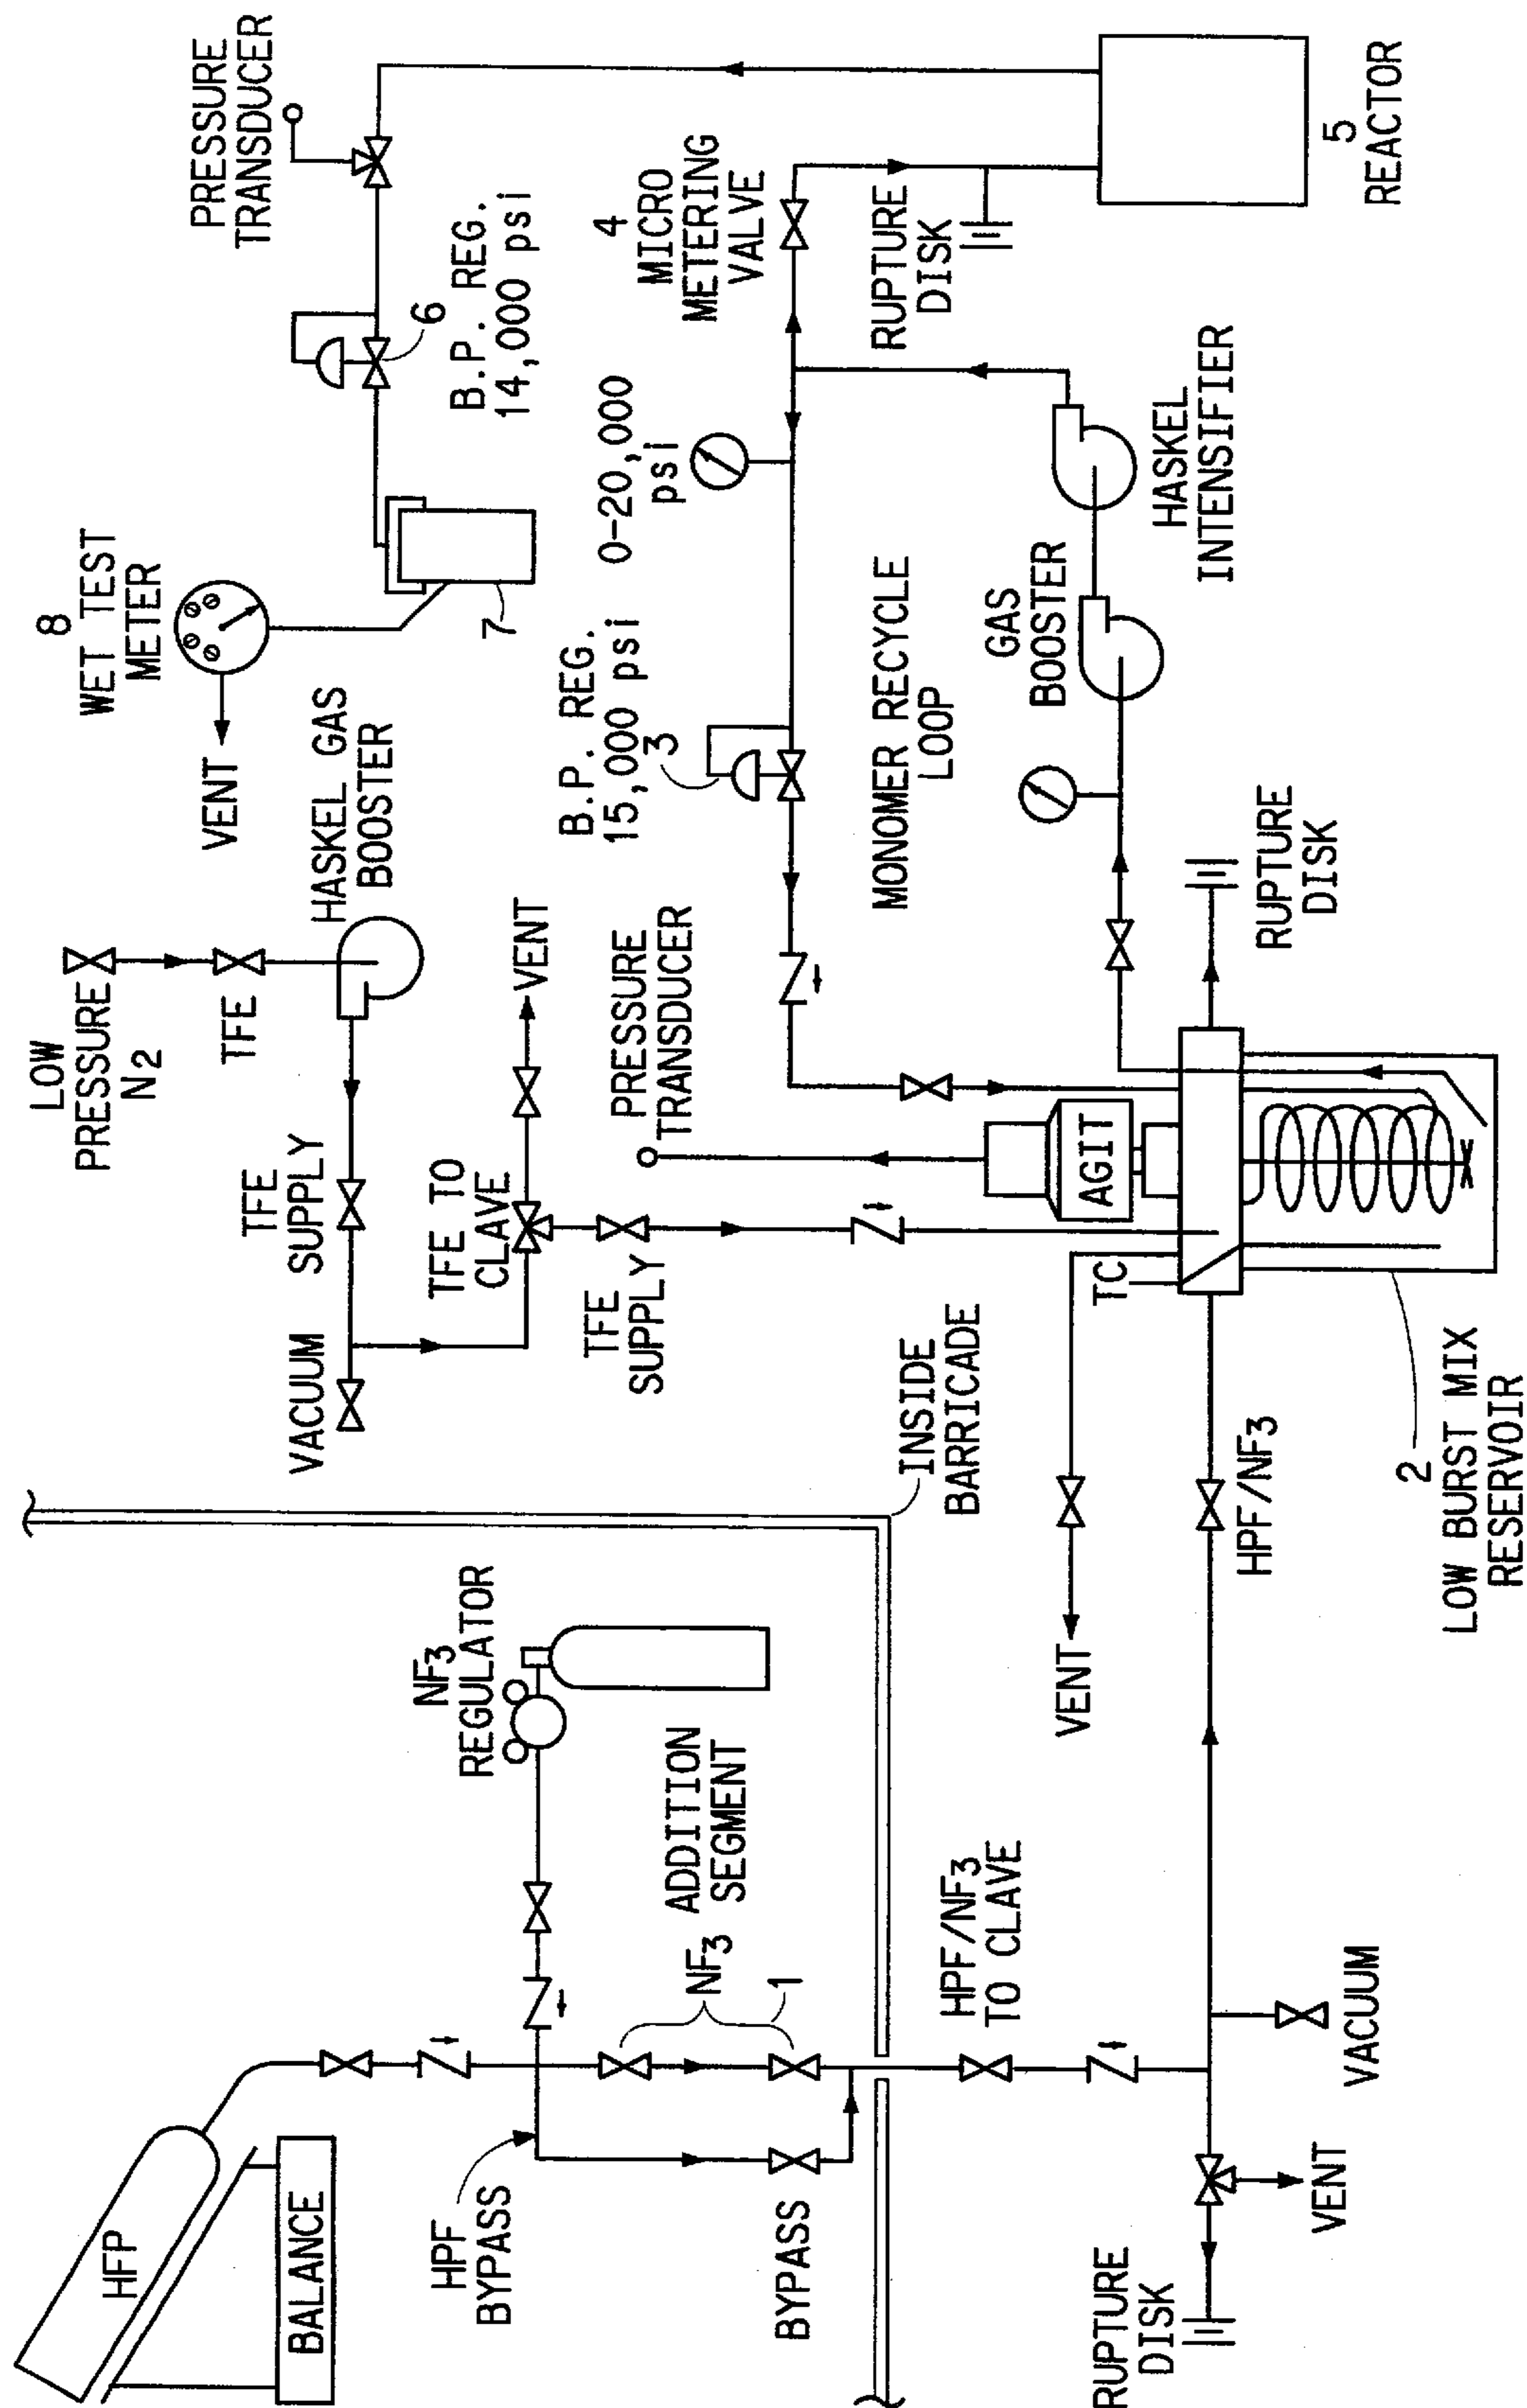 HFP
BALANCE
HPF
BYPASS
BYPASS
NF3
REGULATOR
NF3
1
ADDITION
SEGMENT
HPF/NF3
TO CLAVE
RUPTURE
DISK
VENT
VACUUM
INSIDE
BARRICADE
VENT
HPF/NF3
2
LOW BURST MIX
RESERVOIR
LOW
PRESSURE
N2
TFE
HASKEL GAS
BOOSTER
TFE
SUPPLY
VACUUM
TFE TO
CLAVE
VENT
TFE
SUPPLY
PRESSURE
TRANSDUCER
AGIT
TC
RUPTURE
DISK
8
WET TEST
METER
VENT
7
PRESSURE
TRANSDUCER
6
B.P. REG.
14,000 psi
B.P. REG.
15,000 psi
3
0-20,000
psi
4
MICRO
METERING
VALVE
RUPTURE
DISK
MONOMER RECYCLE
LOOP
GAS
BOOSTER
HASKEL
INTENSIFIER
5
REACTOR